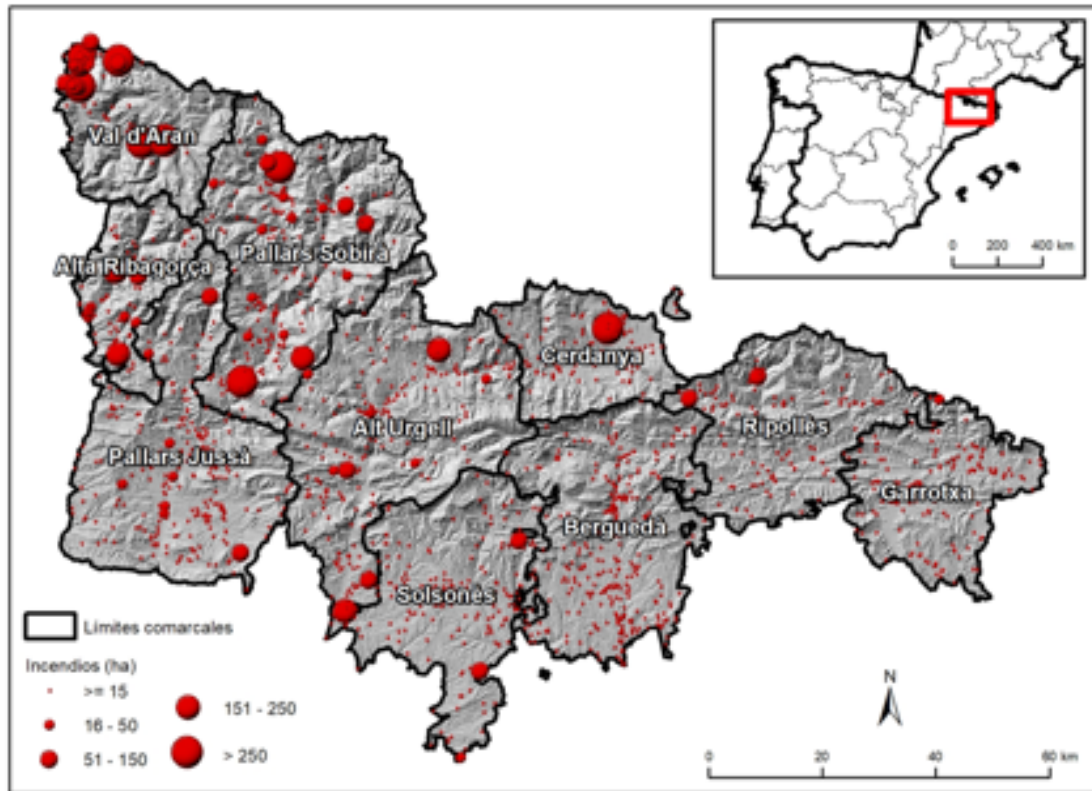 Val d'Aran
Pallars Sobirà
Alta Ribagorça
Cerdanya
Alt Urgell
Ripollès
Pallars Jussà
Garrotxa
Berguedà
Solsonès
0 200 400 km
Límites comarcales
Incendios (ha)
>= 15
16 - 50
51 - 150
151 - 250
> 250
N
0 20 40 60 km